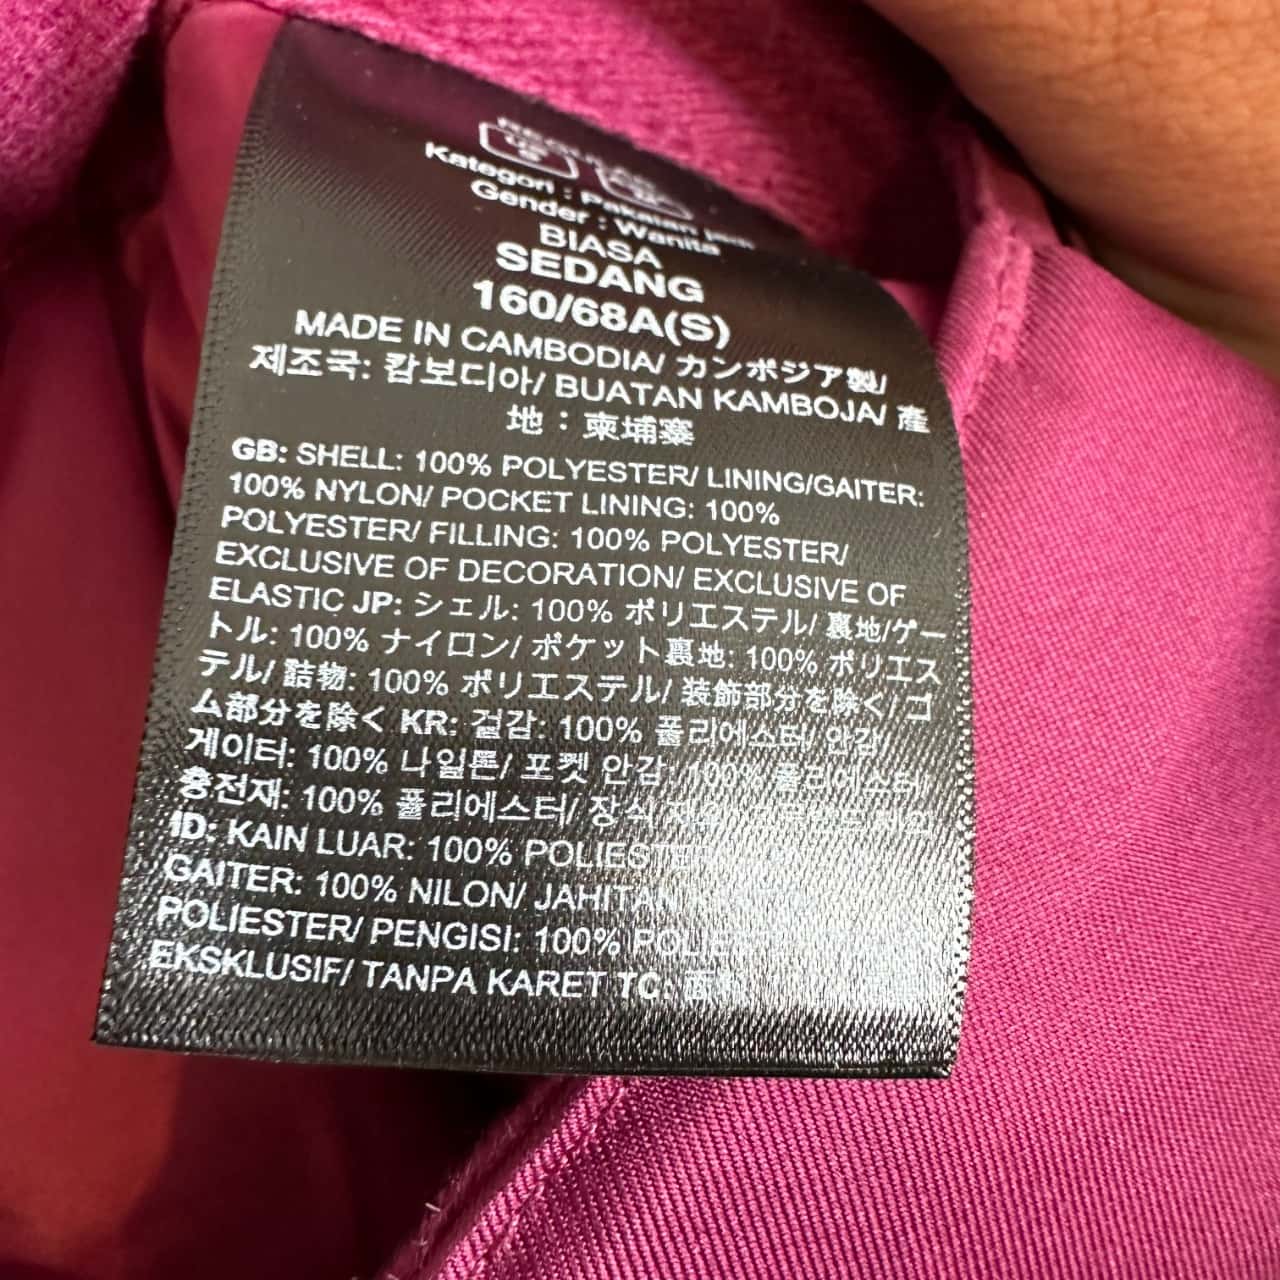 REGULAR
Kategori : Pakaian
Gender : Wanita
BIASA
SEDANG
160/68A(S)
MADE IN CAMBODIA/ カンボジア製/
제조국: 캄보디아/ BUATAN KAMBOJA/ 產
地：柬埔寨
GB: SHELL: 100% POLYESTER/ LINING/GAITER:
100% NYLON/ POCKET LINING: 100%
POLYESTER/ FILLING: 100% POLYESTER/
EXCLUSIVE OF DECORATION/ EXCLUSIVE OF
ELASTIC JP: シェル: 100% ポリエステル/ 裏地/ゲー
トル: 100% ナイロン/ ポケット裏地: 100% ポリエス
テル/ 詰物: 100% ポリエステル/ 装飾部分を除く/ ゴ
ム部分を除く KR: 겉감: 100% 폴리에스터/ 안감/
게이터: 100% 나일론/ 포켓 안감: 100% 폴리에스터/
충전재: 100% 폴리에스터/ 장식
ID: KAIN LUAR: 100% POLIESTER
GAITER: 100% NILON/ JAHITAN
POLIESTER/ PENGISI: 100% POLIESTER
EKSKLUSIF/ TANPA KARET TC: